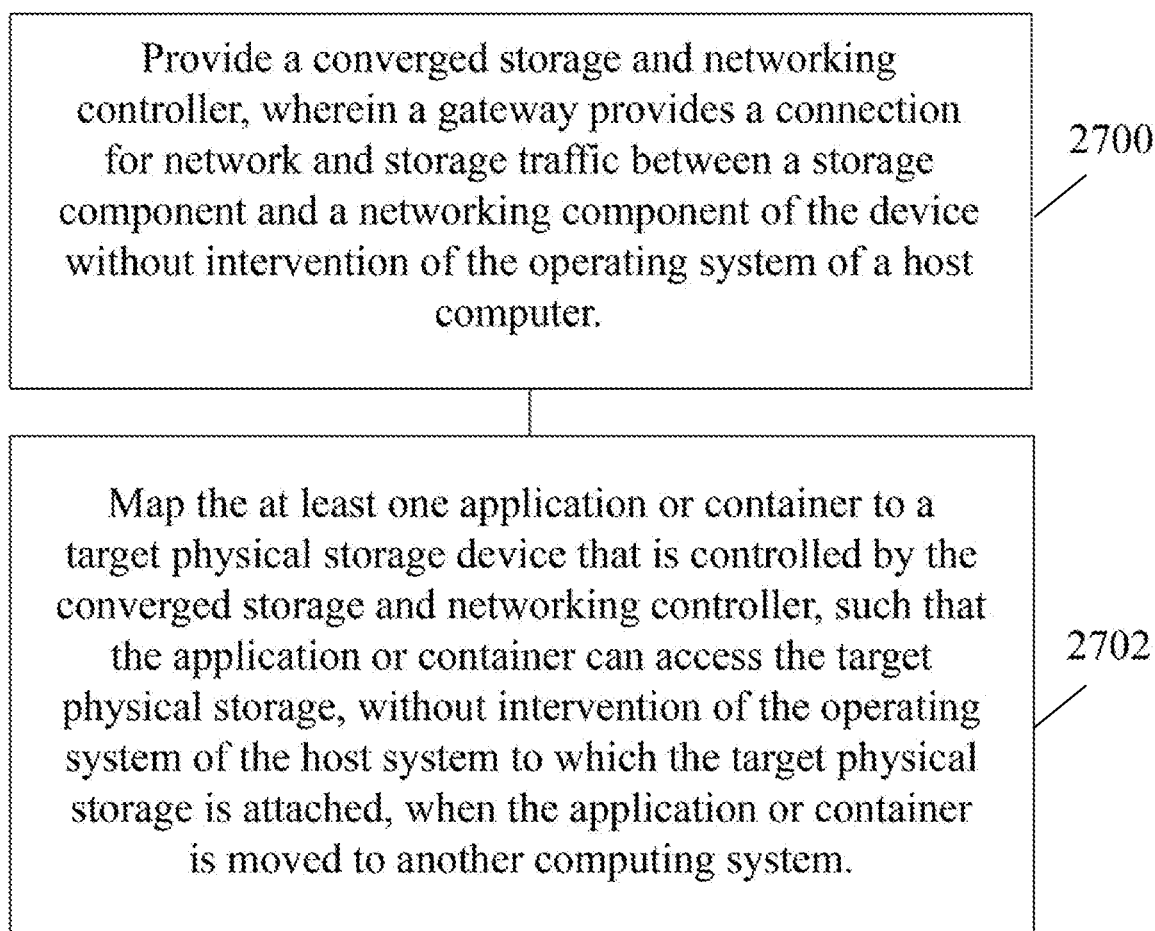 Provide a converged storage and networking
controller, wherein a gateway provides a connection
for network and storage traffic between a storage
component and a networking component of the device
without intervention of the operating system of a host
computer.
2700
Map the at least one application or container to a
target physical storage device that is controlled by the
converged storage and networking controller, such that
the application or container can access the target
physical storage, without intervention of the operating
system of the host system to which the target physical
storage is attached, when the application or container
is moved to another computing system.
2702